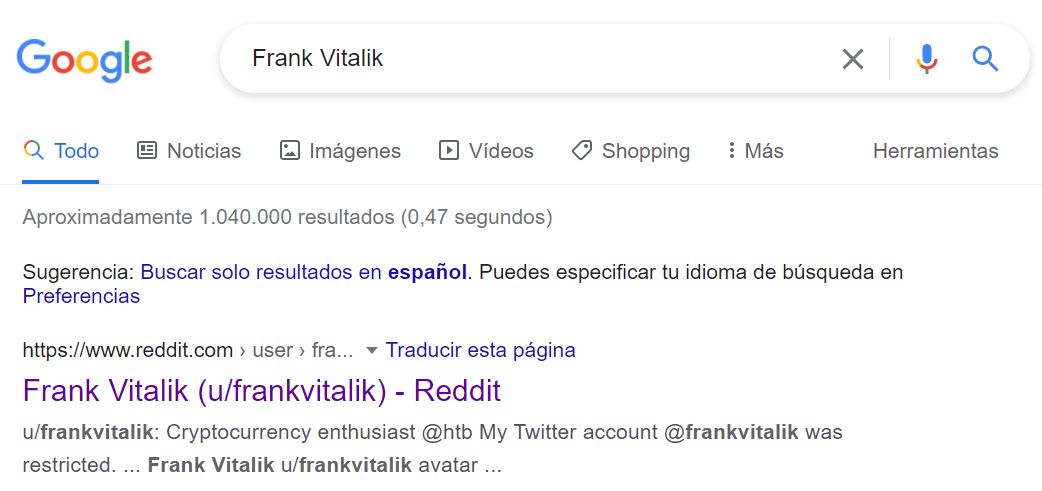 Google
Frank Vitalik
Todo Noticias Imágenes Vídeos Shopping Más Herramientas
Aproximadamente 1.040.000 resultados (0,47 segundos)
Sugerencia: Buscar solo resultados en español. Puedes especificar tu idioma de búsqueda en
Preferencias
https://www.reddit.com › user › fra... Traducir esta página
Frank Vitalik (u/frankvitalik) - Reddit
u/frankvitalik: Cryptocurrency enthusiast @htb My Twitter account @frankvitalik was
restricted. ... Frank Vitalik u/frankvitalik avatar ...